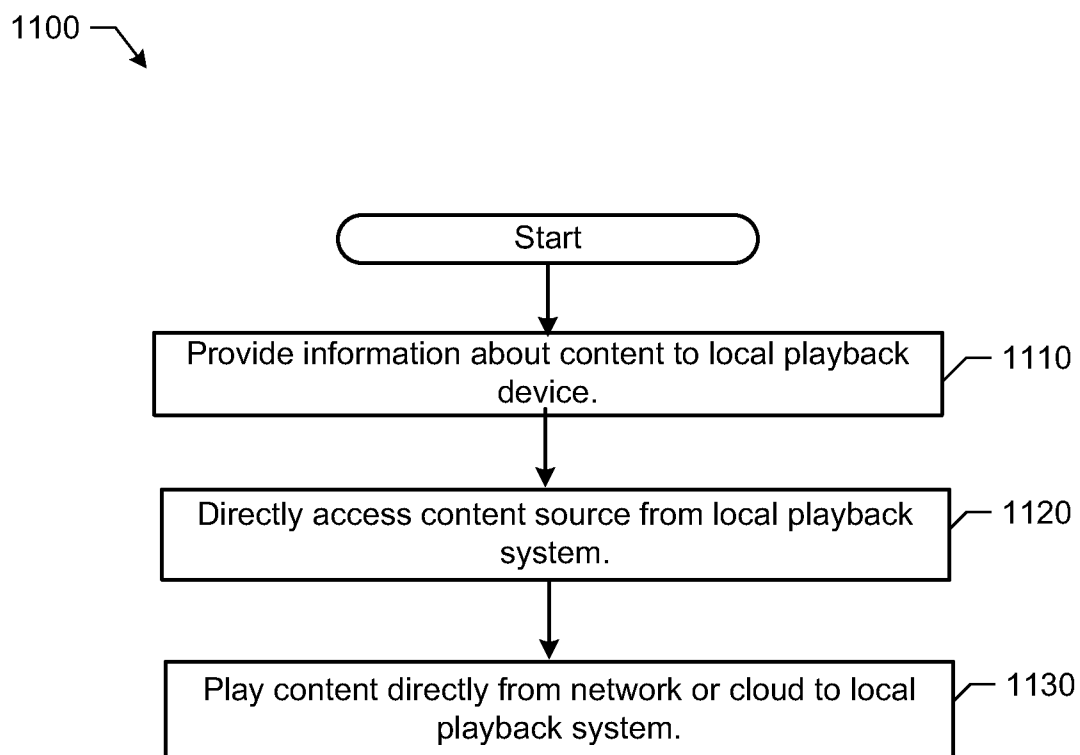 1100
Start
Provide information about content to local playback
device.
1110
Directly access content source from local playback
system.
1120
Play content directly from network or cloud to local
playback system.
1130